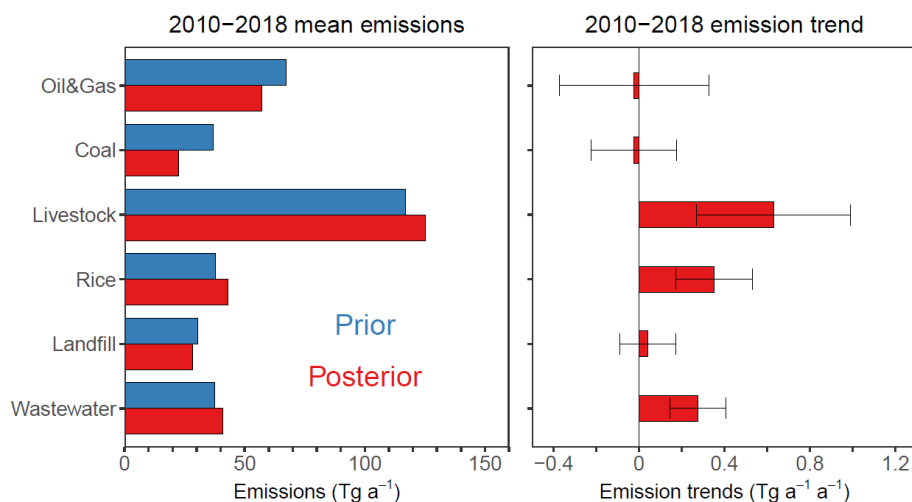 2010−2018 mean emissions
Oil&Gas
Coal
Livestock
Rice
Landfill
Wastewater
Prior
Posterior
0 50 100 150
Emissions (Tg a⁻¹)
2010−2018 emission trend
−0.4 0 0.4 0.8 1.2
Emission trends (Tg a⁻¹ a⁻¹)